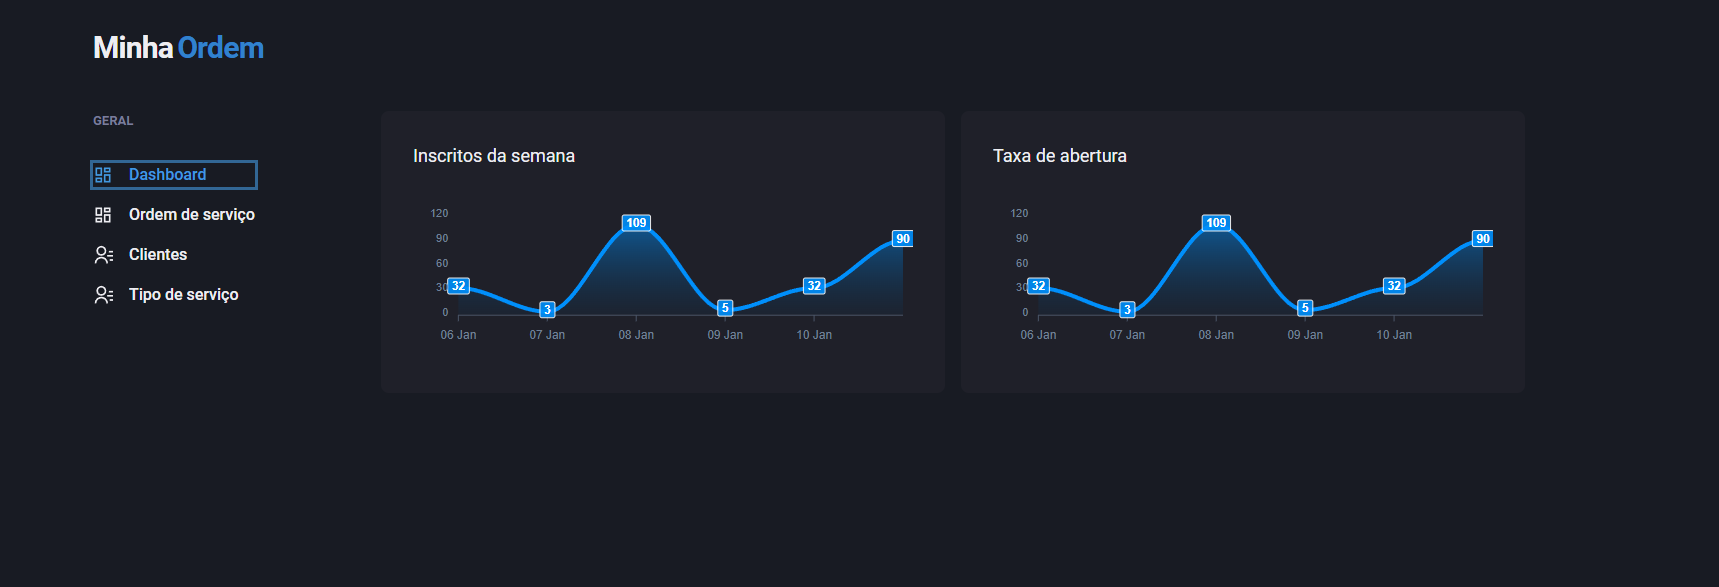 Minha Ordem
GERAL
Dashboard
Ordem de serviço
Clientes
Tipo de serviço
Inscritos da semana
120
90
60
30
0
32
3
109
5
32
90
06 Jan
07 Jan
08 Jan
09 Jan
10 Jan
Taxa de abertura
120
90
60
30
0
32
3
109
5
32
90
06 Jan
07 Jan
08 Jan
09 Jan
10 Jan